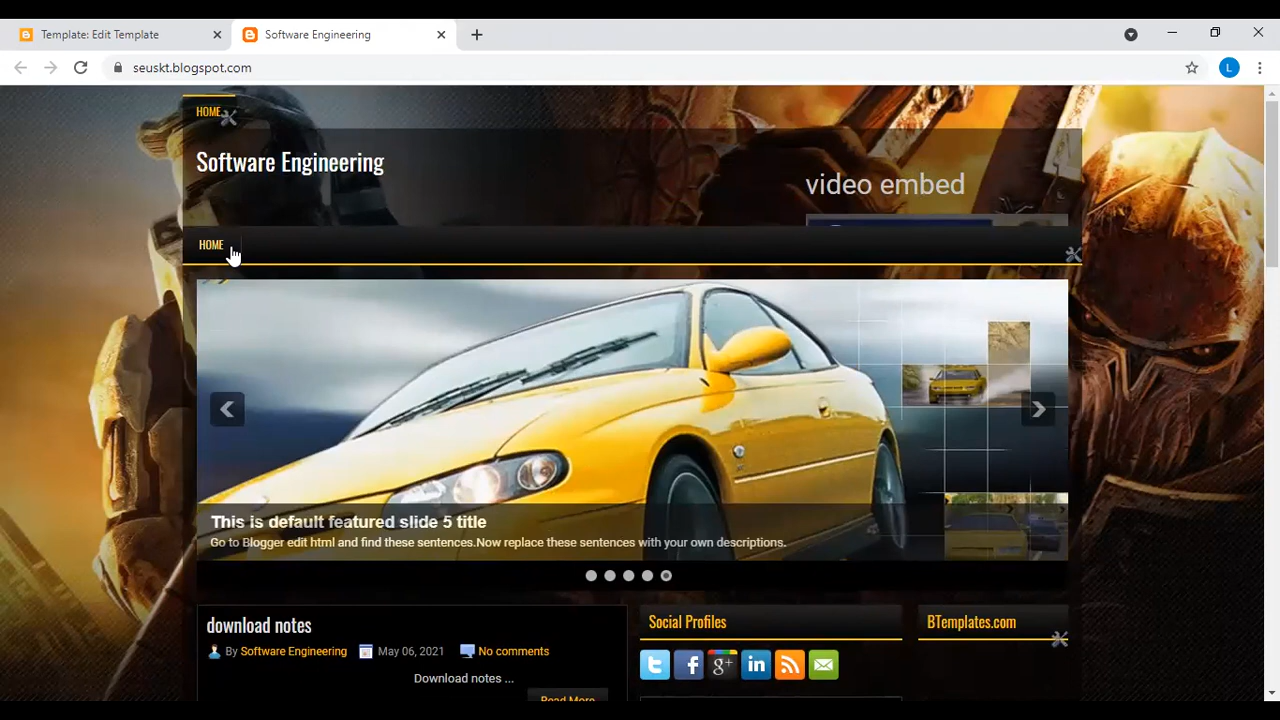 Template: Edit Template
Software Engineering
seuskt.blogspot.com
L
HOME
Software Engineering
video embed
HOME
This is default featured slide 5 title
Go to Blogger edit html and find these sentences.Now replace these sentences with your own descriptions.
download notes
By Software Engineering
May 06, 2021
No comments
Download notes ...
Read More
Social Profiles
BTemplates.com